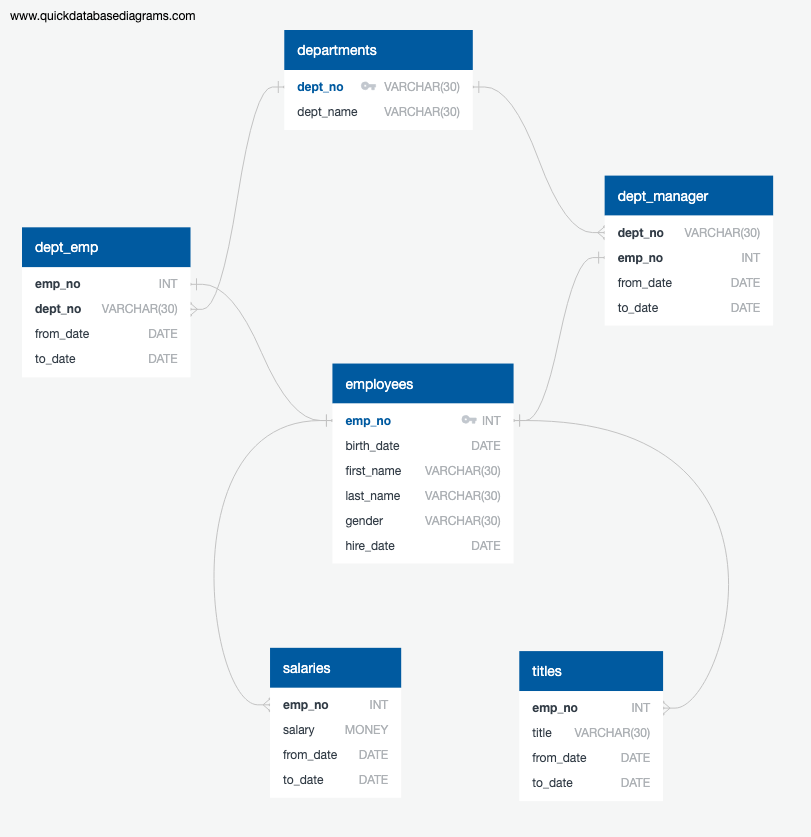 www.quickdatabasediagrams.com
departments
dept_no VARCHAR(30)
dept_name VARCHAR(30)
dept_manager
dept_no VARCHAR(30)
emp_no INT
from_date DATE
to_date DATE
dept_emp
emp_no INT
dept_no VARCHAR(30)
from_date DATE
to_date DATE
employees
emp_no INT
birth_date DATE
first_name VARCHAR(30)
last_name VARCHAR(30)
gender VARCHAR(30)
hire_date DATE
salaries
emp_no INT
salary MONEY
from_date DATE
to_date DATE
titles
emp_no INT
title VARCHAR(30)
from_date DATE
to_date DATE